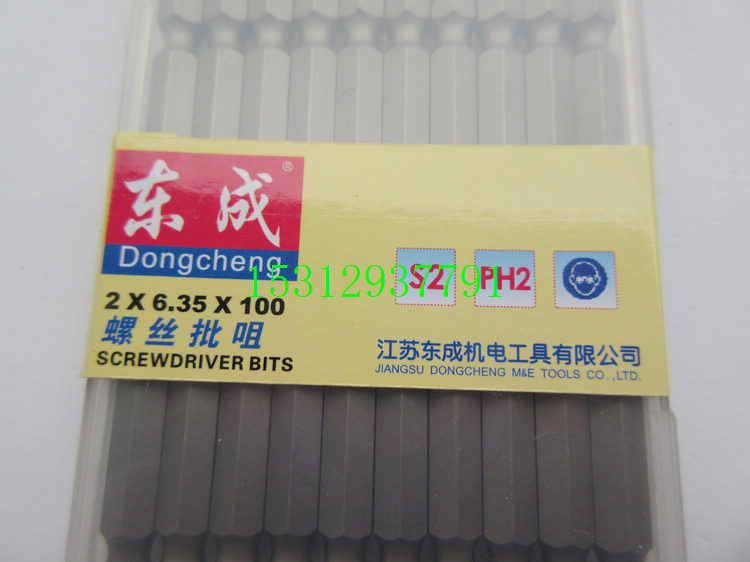 东成®
Dongcheng
S2 PH2
15312937791
2 X 6.35 X 100
螺丝批咀
SCREWDRIVER BITS
江苏东成机电工具有限公司
JIANGSU DONGCHENG M&E TOOLS CO.,LTD.